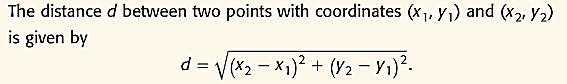 The distance d between two points with coordinates (x₁, y₁) and (x₂, y₂)
is given by
d = √(x₂ − x₁)² + (y₂ − y₁)².